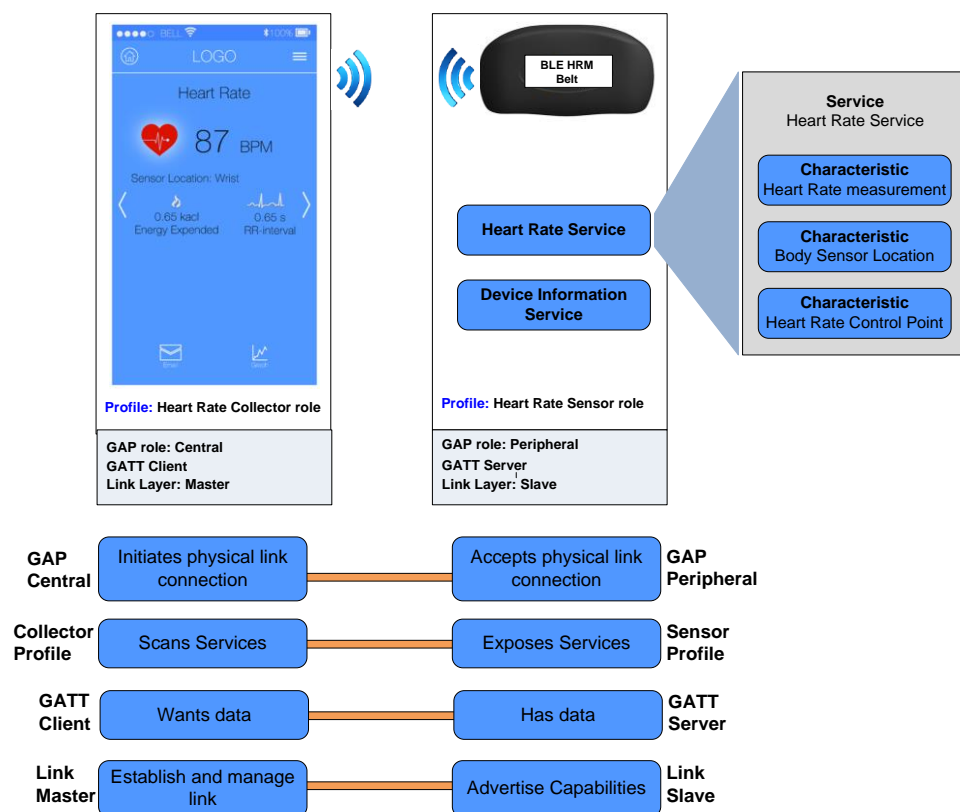 BELL 100%
LOGO
Heart Rate
87 BPM
Sensor Location: Wrist
0.65 kacl
Energy Expended
0.65 s
RR-interval
Email
Graph
Profile: Heart Rate Collector role
GAP role: Central
GATT Client
Link Layer: Master
BLE HRM
Belt
Heart Rate Service
Device Information
Service
Profile: Heart Rate Sensor role
GAP role: Peripheral
GATT Server
Link Layer: Slave
Service
Heart Rate Service
Characteristic
Heart Rate measurement
Characteristic
Body Sensor Location
Characteristic
Heart Rate Control Point
GAP
Central
Initiates physical link
connection
Accepts physical link
connection
GAP
Peripheral
Collector
Profile
Scans Services
Exposes Services
Sensor
Profile
GATT
Client
Wants data
Has data
GATT
Server
Link
Master
Establish and manage
link
Advertise Capabilities
Link
Slave